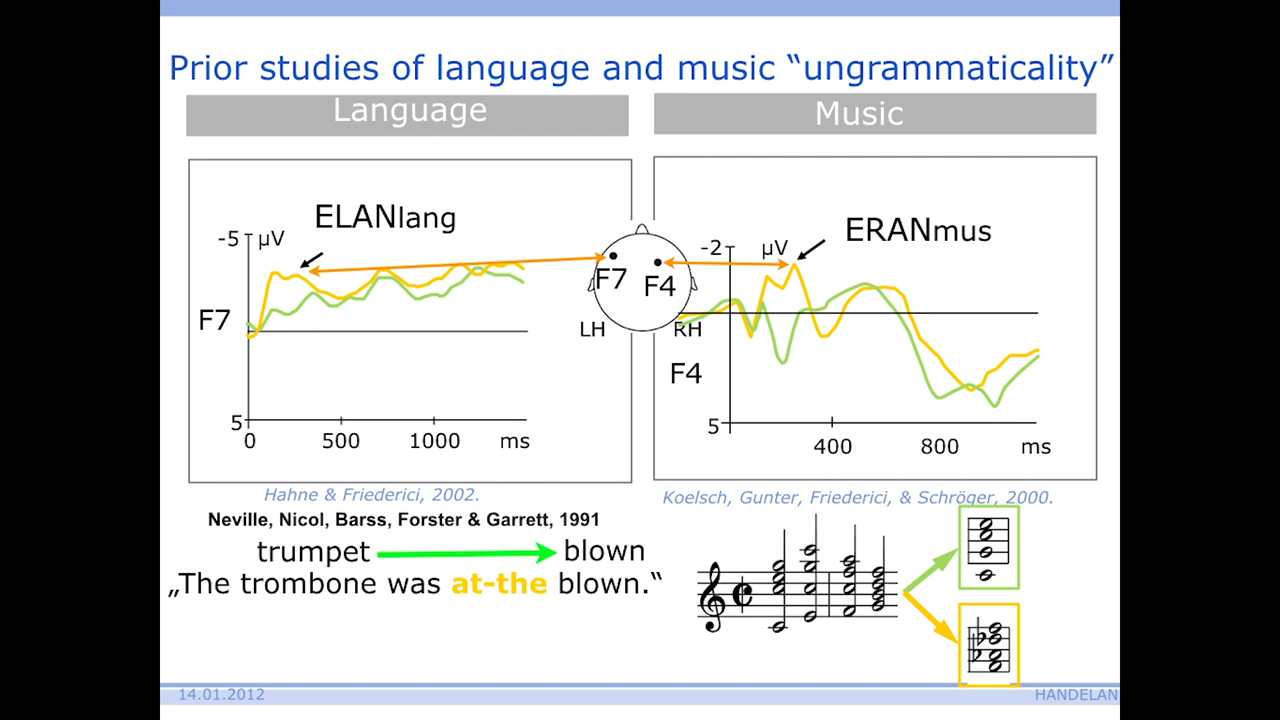 Prior studies of language and music “ungrammaticality”
Language
Music
ELANlang
-5 µV
F7
5
0 500 1000 ms
F7 F4
LH RH
ERANmus
-2 µV
F4
5
400 800 ms
Hahne & Friederici, 2002.
Koelsch, Gunter, Friederici, & Schröger, 2000.
Neville, Nicol, Barss, Forster & Garrett, 1991
trumpet blown
„The trombone was at-the blown.“
14.01.2012
HANDELAN